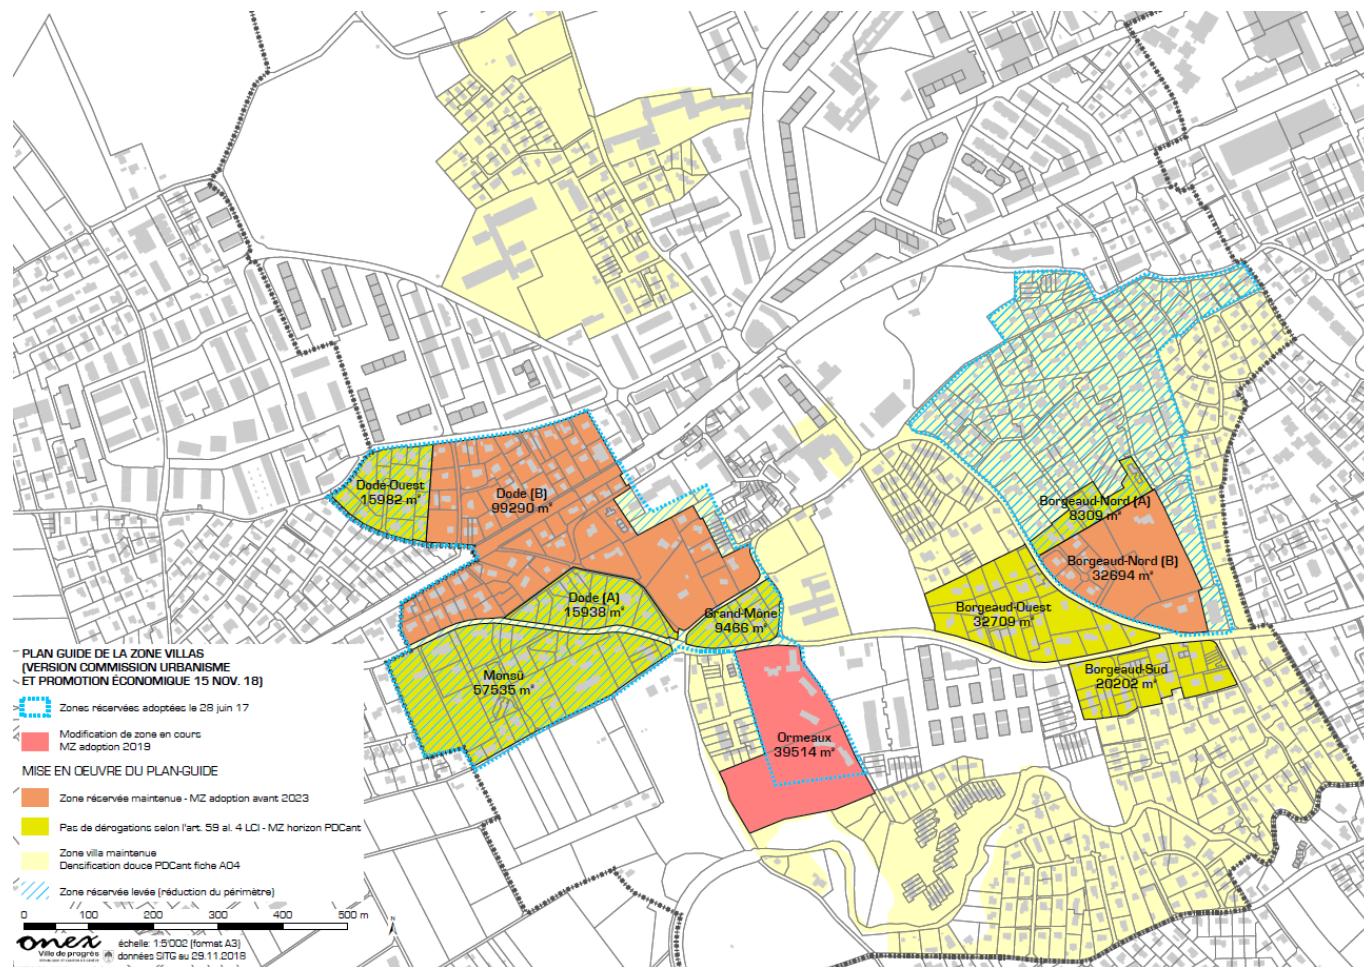 Dode-Ouest
15982 m²
Dode (B)
99290 m²
Borgeaud-Nord (A)
8309 m²
Borgeaud-Nord (B)
32694 m²
Dode (A)
15938 m²
Grand-Mône
9466 m²
Borgeaud-Ouest
32709 m²
Monsu
57535 m²
Borgeaud-Sud
20202 m²
Ormeaux
39514 m²
PLAN GUIDE DE LA ZONE VILLAS
(VERSION COMMISSION URBANISME
ET PROMOTION ÉCONOMIQUE 15 NOV. 18)
Zones réservées adoptées le 28 juin 17
Modification de zone en cours
MZ adoption 2019
MISE EN OEUVRE DU PLAN-GUIDE
Zone réservée maintenue - MZ adoption avant 2023
Pas de dérogations selon l'art. 59 al. 4 LCI - MZ horizon PDCant
Zone villa maintenue
Densification douce PDCant fiche A04
Zone réservée levée (réduction du périmètre)
0 100 200 300 400 500 m
N
onex
Ville de progrès
échelle: 1:5'002 (format A3)
données SITG au 29.11.2018